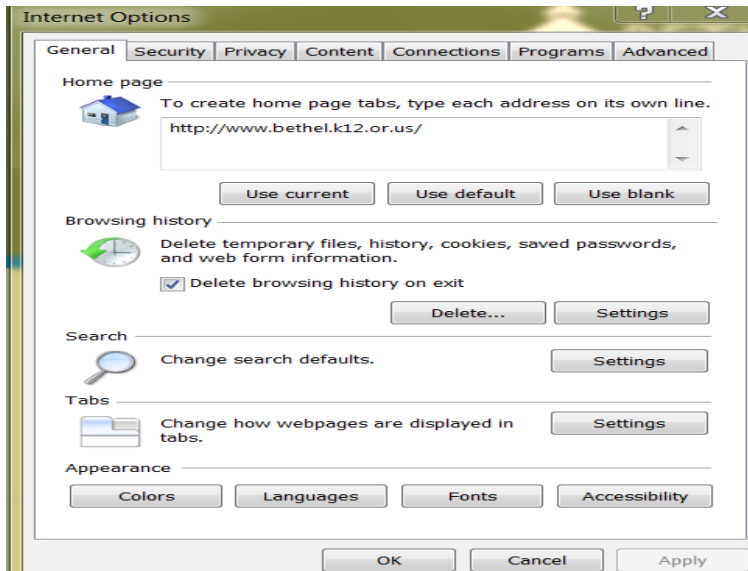 Internet Options
General Security Privacy Content Connections Programs Advanced
Home page
To create home page tabs, type each address on its own line.
http://www.bethel.k12.or.us/
Use current Use default Use blank
Browsing history
Delete temporary files, history, cookies, saved passwords,
and web form information.
Delete browsing history on exit
Delete... Settings
Search
Change search defaults. Settings
Tabs
Change how webpages are displayed in
tabs.
Settings
Appearance
Colors Languages Fonts Accessibility
OK Cancel Apply